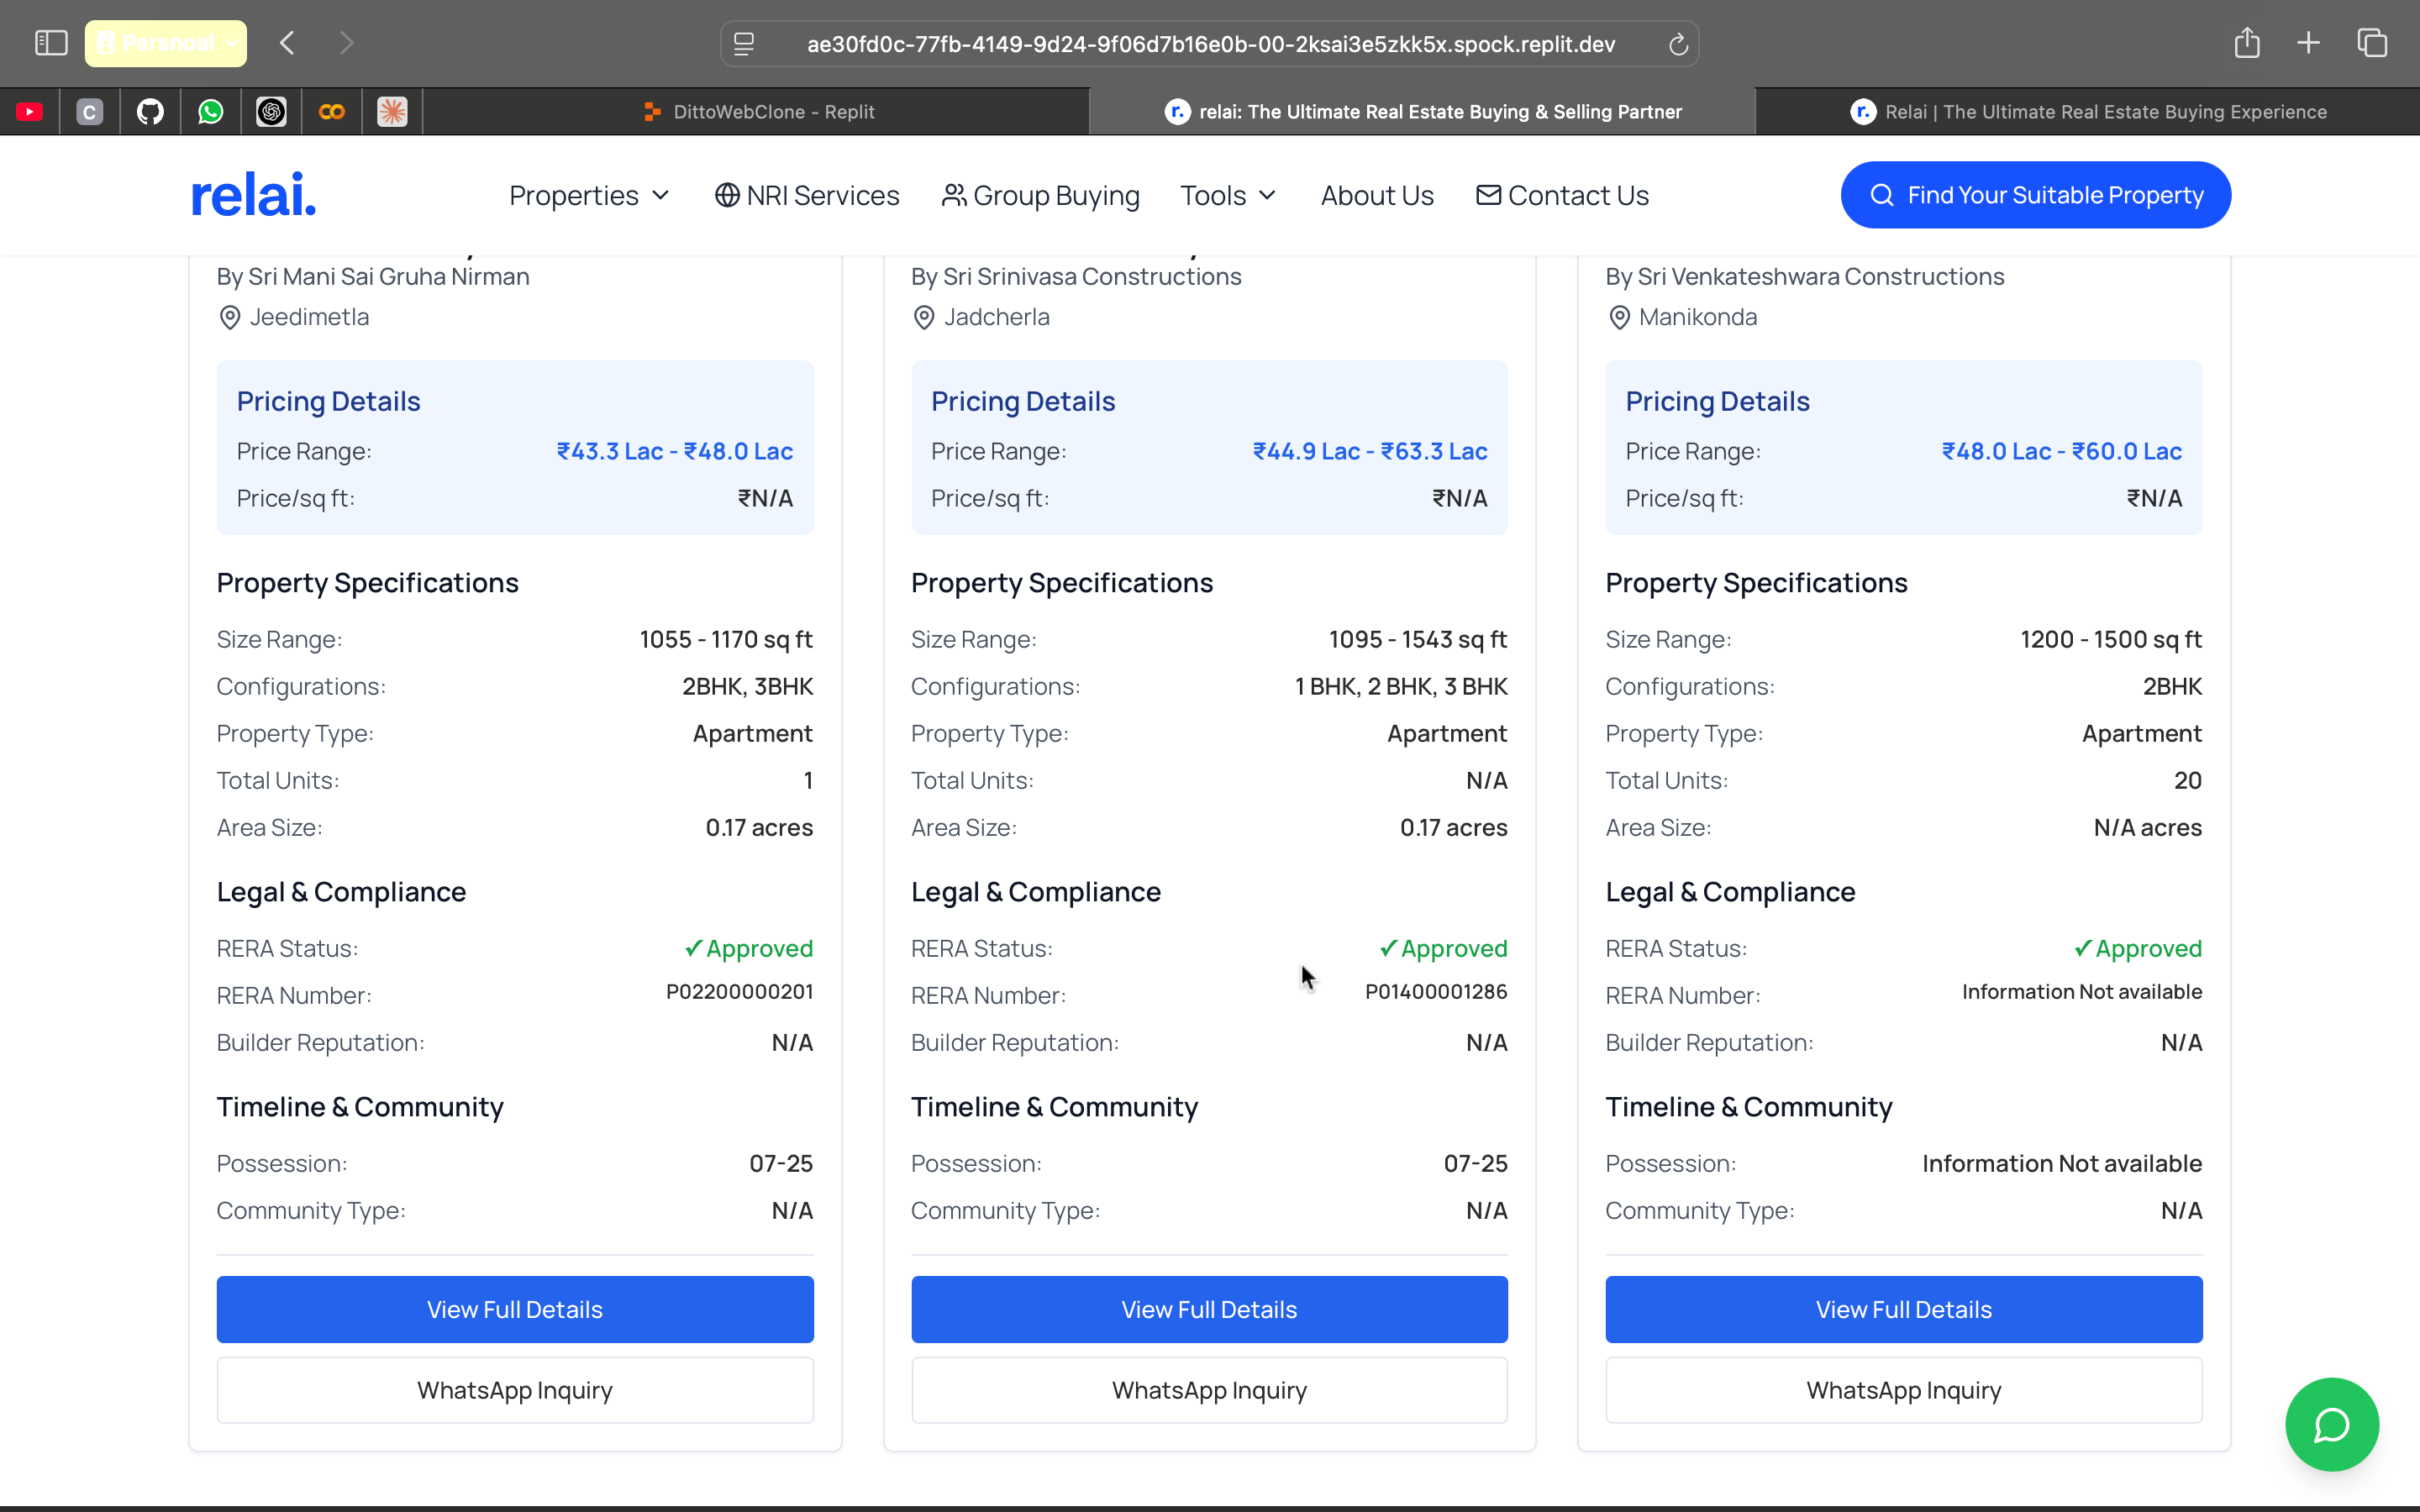 Persnoal
ae30fd0c-77fb-4149-9d24-9f06d7b16e0b-00-2ksai3e5zkk5x.spock.replit.dev
C
DittoWebClone - Replit
r. relai: The Ultimate Real Estate Buying & Selling Partner
r. Relai | The Ultimate Real Estate Buying Experience
relai.
Properties
NRI Services
Group Buying
Tools
About Us
Contact Us
Find Your Suitable Property
By Sri Mani Sai Gruha Nirman
Jeedimetla
Pricing Details
Price Range: ₹43.3 Lac - ₹48.0 Lac
Price/sq ft: ₹N/A
Property Specifications
Size Range: 1055 - 1170 sq ft
Configurations: 2BHK, 3BHK
Property Type: Apartment
Total Units: 1
Area Size: 0.17 acres
Legal & Compliance
RERA Status: ✓Approved
RERA Number: P02200000201
Builder Reputation: N/A
Timeline & Community
Possession: 07-25
Community Type: N/A
View Full Details
WhatsApp Inquiry
By Sri Srinivasa Constructions
Jadcherla
Pricing Details
Price Range: ₹44.9 Lac - ₹63.3 Lac
Price/sq ft: ₹N/A
Property Specifications
Size Range: 1095 - 1543 sq ft
Configurations: 1 BHK, 2 BHK, 3 BHK
Property Type: Apartment
Total Units: N/A
Area Size: 0.17 acres
Legal & Compliance
RERA Status: ✓Approved
RERA Number: P01400001286
Builder Reputation: N/A
Timeline & Community
Possession: 07-25
Community Type: N/A
View Full Details
WhatsApp Inquiry
By Sri Venkateshwara Constructions
Manikonda
Pricing Details
Price Range: ₹48.0 Lac - ₹60.0 Lac
Price/sq ft: ₹N/A
Property Specifications
Size Range: 1200 - 1500 sq ft
Configurations: 2BHK
Property Type: Apartment
Total Units: 20
Area Size: N/A acres
Legal & Compliance
RERA Status: ✓Approved
RERA Number: Information Not available
Builder Reputation: N/A
Timeline & Community
Possession: Information Not available
Community Type: N/A
View Full Details
WhatsApp Inquiry